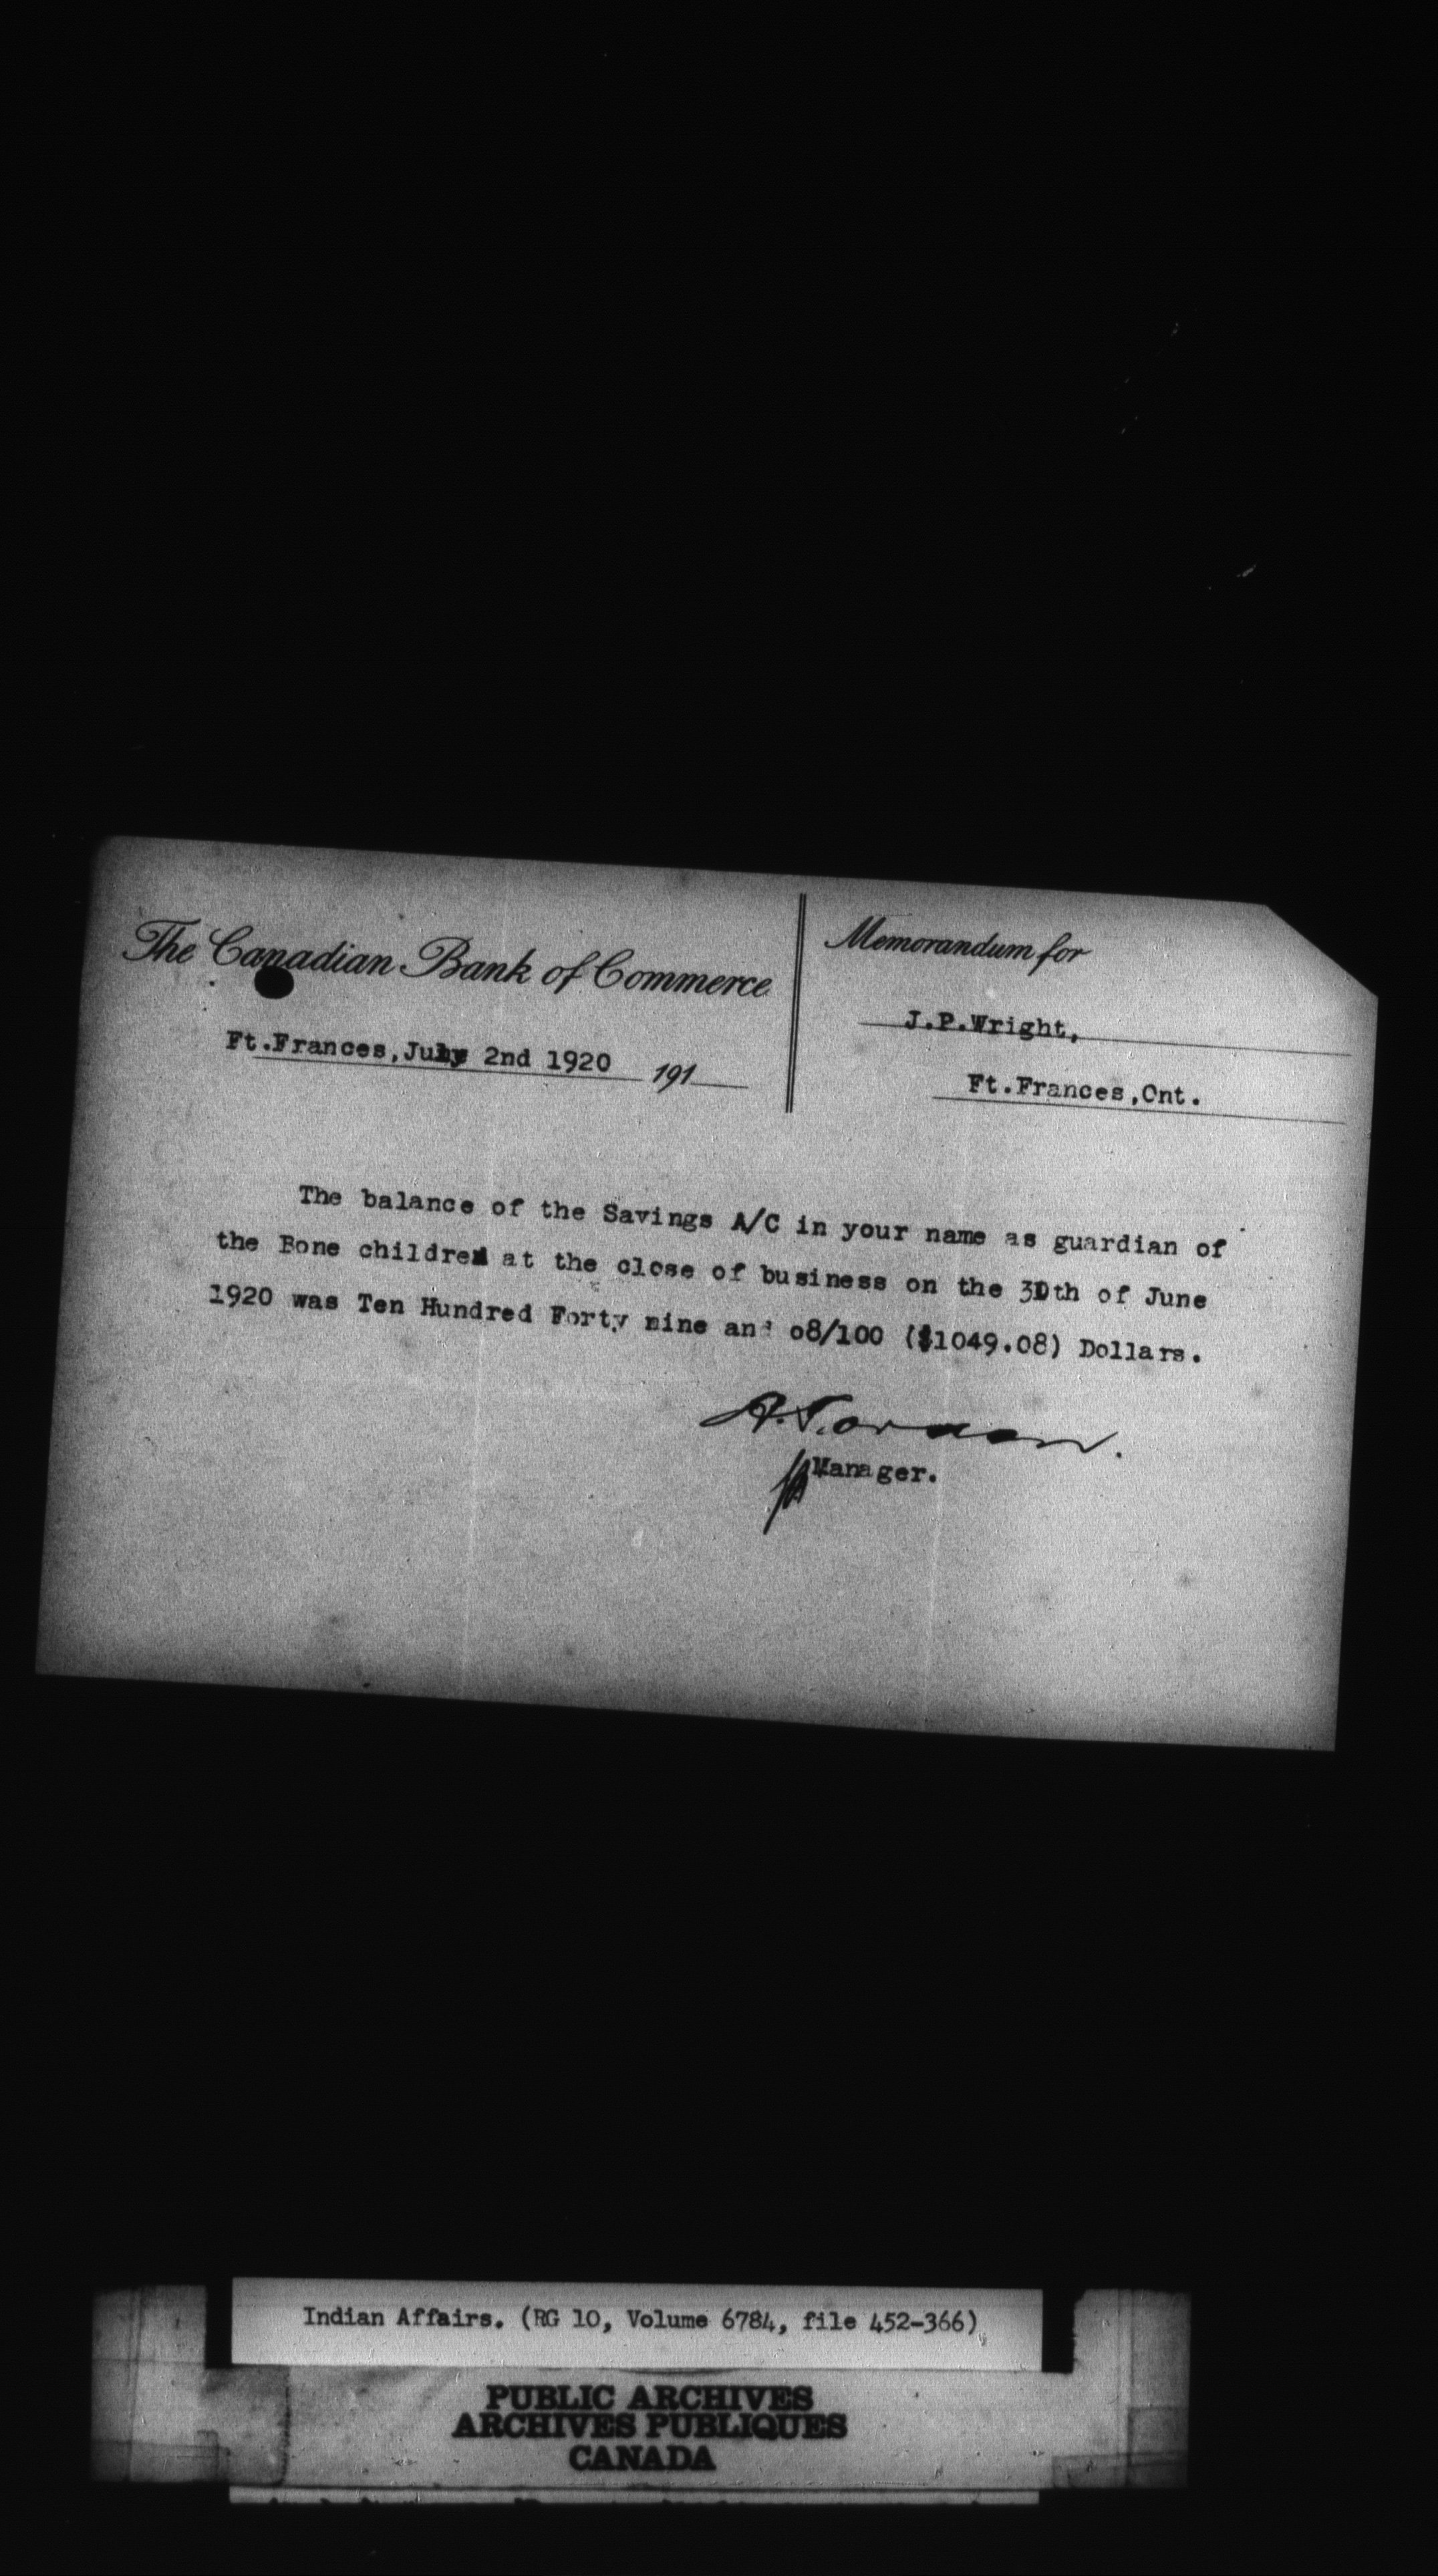 The Canadian Bank of Commerce
Ft.Frances,July 2nd 1920 191
Memorandum for
J.P.Wright,
Ft.Frances,Ont.
The balance of the Savings A/C in your name as guardian of
the Bone children at the close of business on the 30th of June
1920 was Ten Hundred Forty nine and o8/100 ($1049.08) Dollars.
Manager.
Indian Affairs. (RG 10, Volume 6784, file 452-366)
PUBLIC ARCHIVES
ARCHIVES PUBLIQUES
CANADA